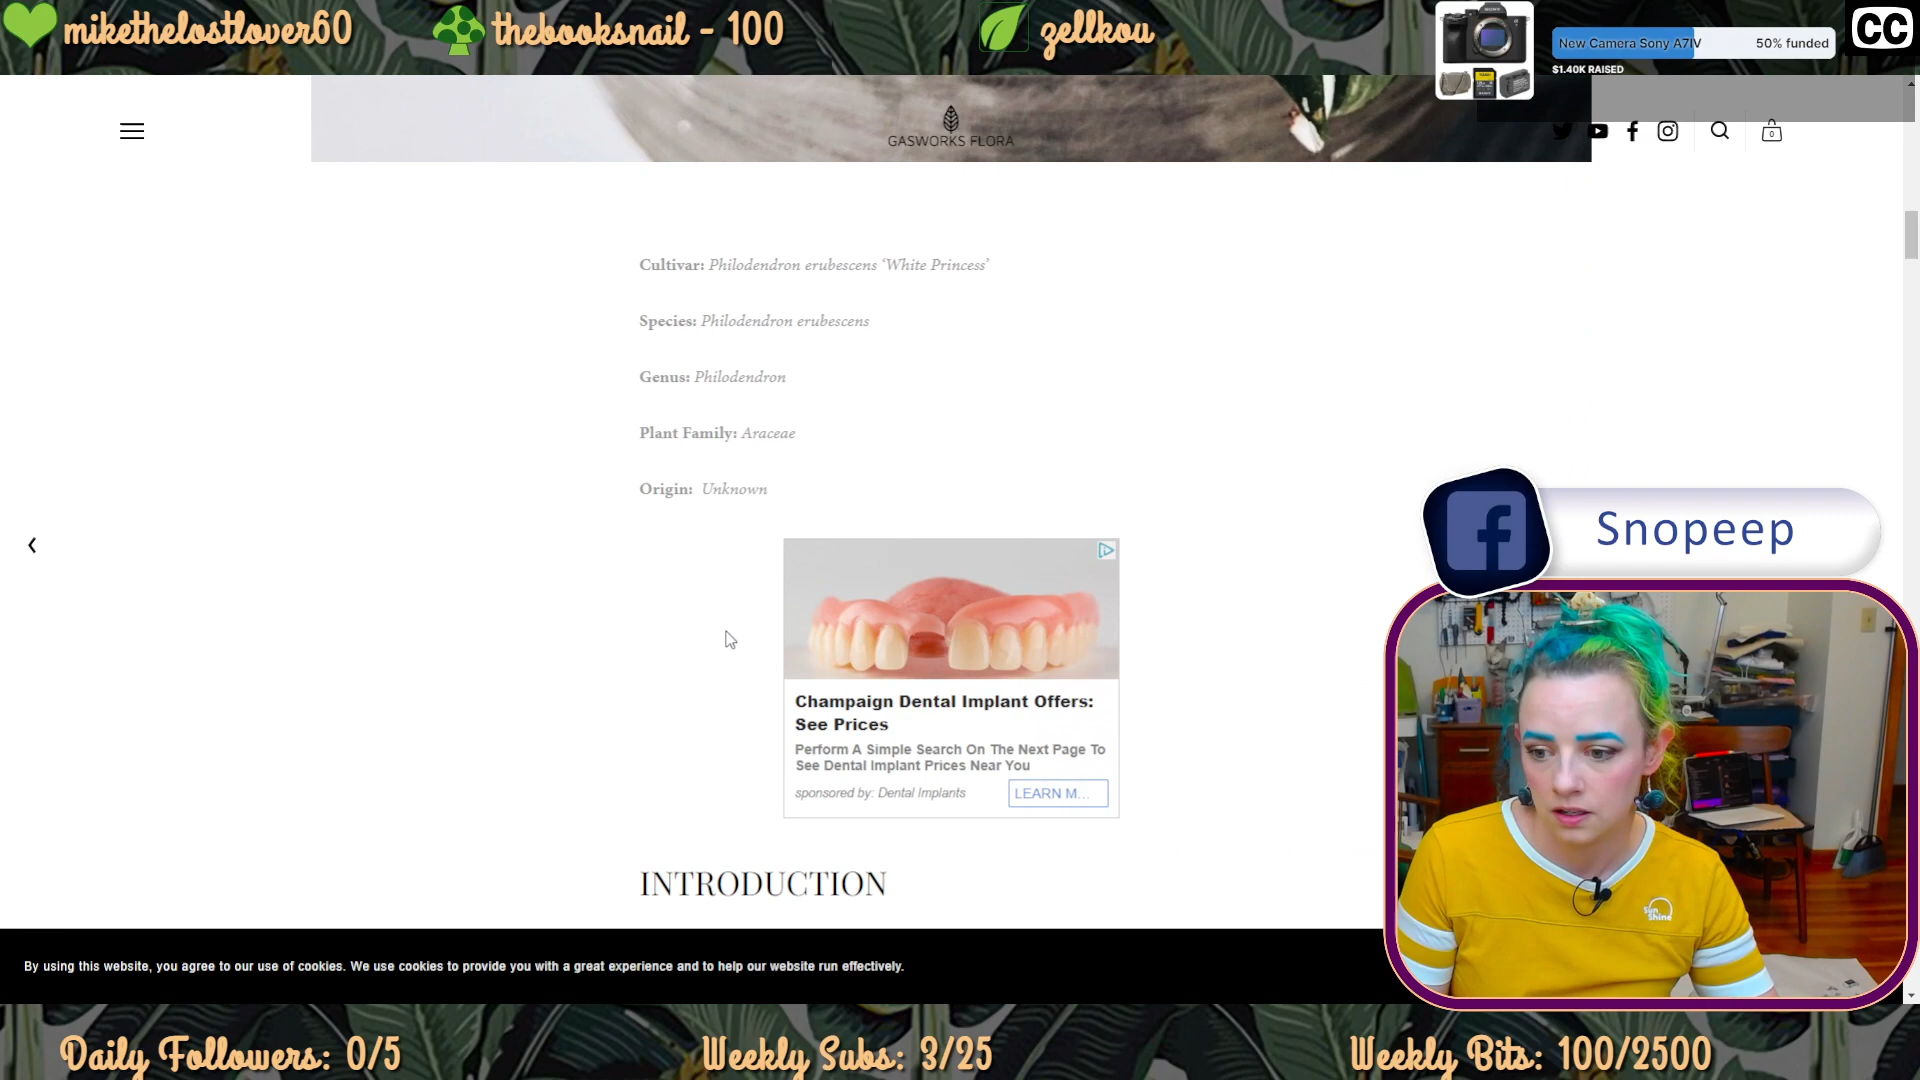 mikethelostlover60
thebooksnail - 100
zellkou
SONY
New Camera Sony A7IV 50% funded
$1.40K RAISED
CC
GASWORKS FLORA
0
Cultivar: Philodendron erubescens ‘White Princess’
Species: Philodendron erubescens
Genus: Philodendron
Plant Family: Araceae
Origin: Unknown
Champaign Dental Implant Offers:
See Prices
Perform A Simple Search On The Next Page To
See Dental Implant Prices Near You
sponsored by: Dental Implants
LEARN M...
INTRODUCTION
Snopeep
Sun
Shine
By using this website, you agree to our use of cookies. We use cookies to provide you with a great experience and to help our website run effectively.
Daily Followers: 0/5
Weekly Subs: 3/25
Weekly Bits: 100/2500